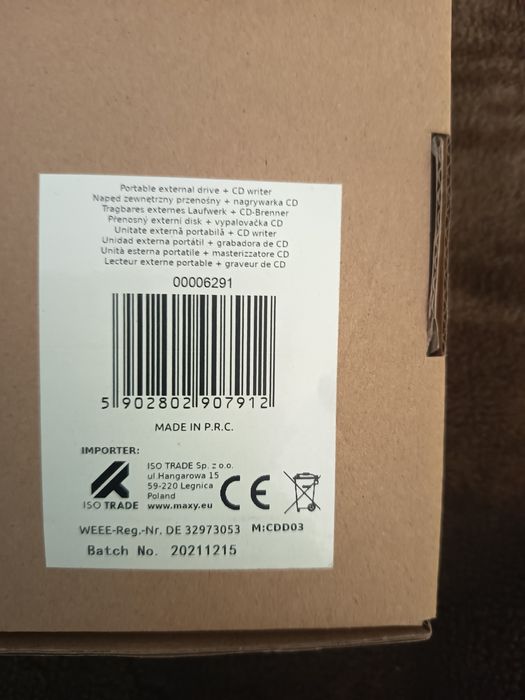 Portable external drive + CD writer
Napęd zewnętrzny przenośny + nagrywarka CD
Tragbares externes Laufwerk + CD-Brenner
Přenosný externí disk + vypalovačka CD
Unitate externă portabilă + CD writer
Unidad externa portátil + grabadora de CD
Unità esterna portatile + masterizzatore CD
Lecteur externe portable + graveur de CD
00006291
5 902802 907912
MADE IN P.R.C.
IMPORTER:
ISO TRADE
ISO TRADE Sp. z o.o.
ul.Hangarowa 15
59-220 Legnica
Poland
www.maxy.eu
CE
WEEE-Reg.-Nr. DE 32973053 M:CDD03
Batch No. 20211215